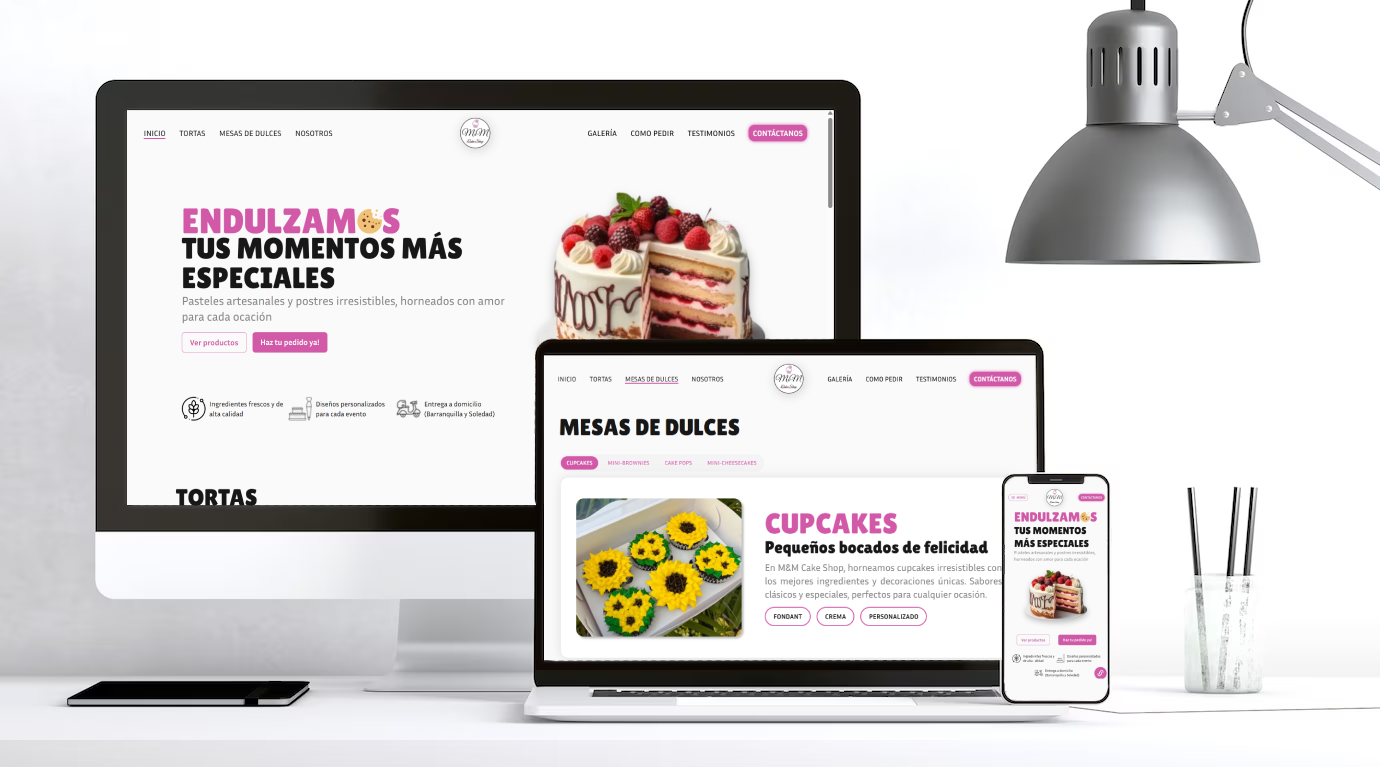 INICIO TORTAS MESAS DE DULCES NOSOTROS
M&M
GALERÍA COMO PEDIR TESTIMONIOS CONTÁCTANOS
ENDULZAMOS
TUS MOMENTOS MÁS
ESPECIALES
Pasteles artesanales y postres irresistibles, horneados con amor
para cada ocación
Ver productos Haz tu pedido ya!
Ingredientes frescos y de
alta calidad
Diseños personalizados
para cada evento
Entrega a domicilio
(Barranquilla y Soledad)
TORTAS
INICIO TORTAS MESAS DE DULCES NOSOTROS
M&M
GALERÍA COMO PEDIR TESTIMONIOS CONTÁCTANOS
MESAS DE DULCES
CUPCAKES MINI-BROWNIES CAKE POPS MINI-CHEESECAKES
CUPCAKES
Pequeños bocados de felicidad
En M&M Cake Shop, horneamos cupcakes irresistibles con
los mejores ingredientes y decoraciones únicas. Sabores
clásicos y especiales, perfectos para cualquier ocasión.
FONDANT CREMA PERSONALIZADO
CONTÁCTANOS
ENDULZAMOS
TUS MOMENTOS
MÁS ESPECIALES
Pasteles artesanales y postres irresistibles,
horneados con amor para cada ocación
Ver productos Haz tu pedido ya!
Ingredientes frescos y
de alta calidad
Diseños personalizados
para cada evento
Entrega a domicilio
(Barranquilla y Soledad)